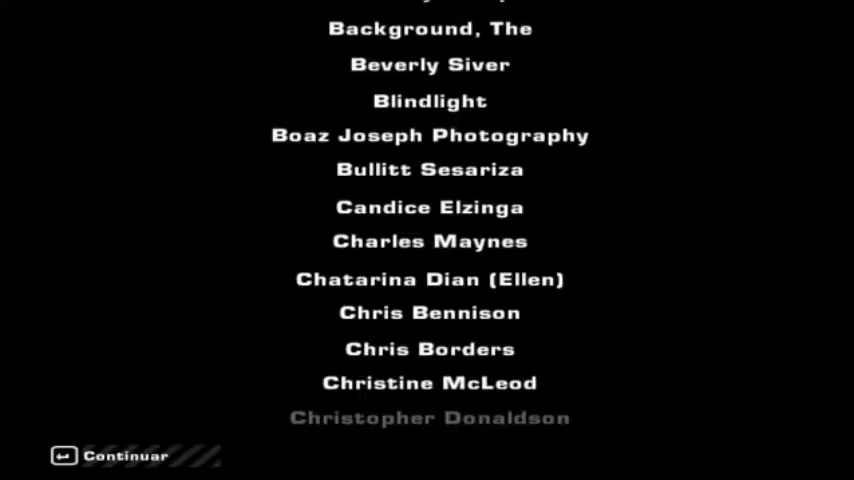 Background, The
Beverly Siver
Blindlight
Boaz Joseph Photography
Bullitt Sesariza
Candice Elzinga
Charles Maynes
Chatarina Dian (Ellen)
Chris Bennison
Chris Borders
Christine McLeod
Christopher Donaldson
Continuar